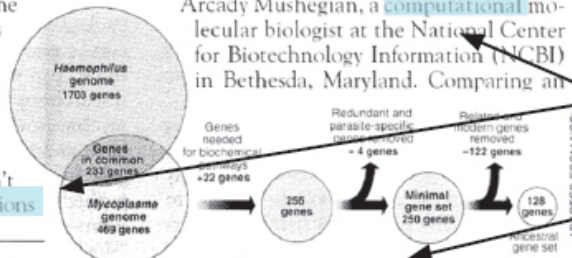 Arcady Mushegian, a computational mo-
lecular biologist at the National Center
for Biotechnology Information (NCBI)
in Bethesda, Maryland. Comparing an
Haemophilus
genome
1703 genes
Genes
in common
233 genes
Mycoplasma
genome
469 genes
Genes
needed
for biochemical
pathways
+22 genes
256
genes
Redundant and
parasite-specific
genes removed
– 4 genes
Minimal
gene set
250 genes
Related and
modern genes
removed
–122 genes
128
genes
Ancestral
gene set